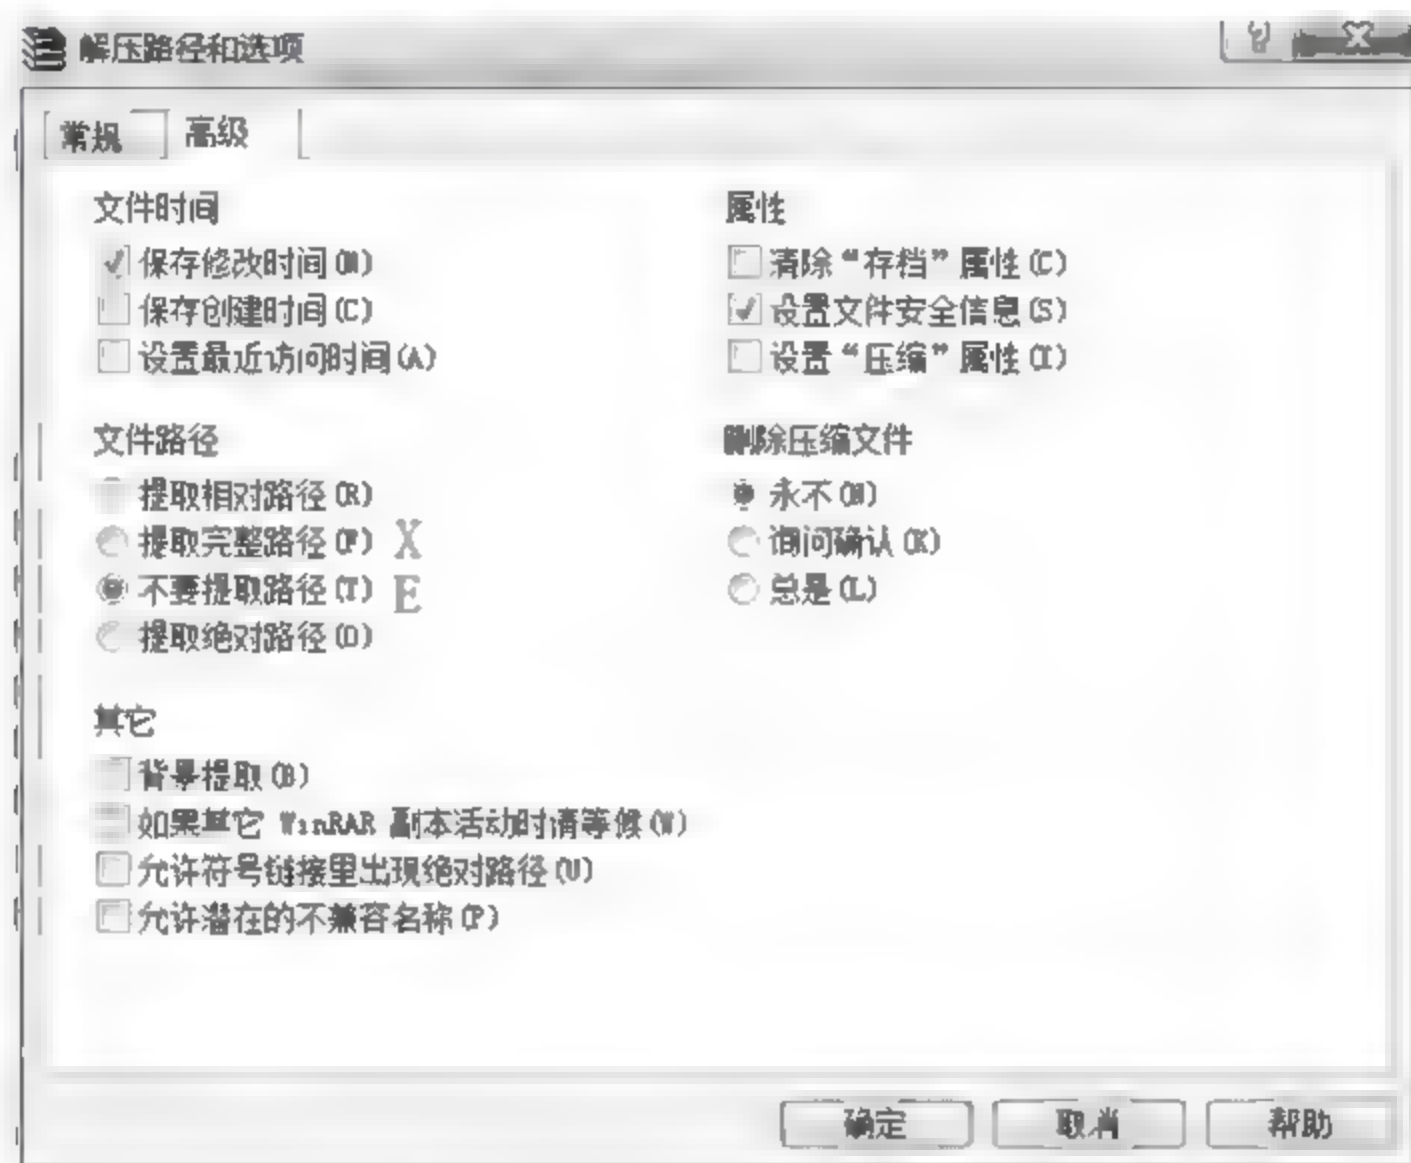 解压路径和选项
常规 高级
文件时间
保存修改时间(M)
保存创建时间(C)
设置最近访问时间(A)
属性
清除“存档”属性(C)
设置文件安全信息(S)
设置“压缩”属性(I)
文件路径
提取相对路径(R)
提取完整路径(F) X
不要提取路径(T) E
提取绝对路径(O)
删除压缩文件
永不(N)
询问确认(K)
总是(L)
其它
背景提取(B)
如果其它 WinRAR 副本活动时请等候(W)
允许符号链接里出现绝对路径(U)
允许潜在的不兼容名称(P)
确定 取消 帮助